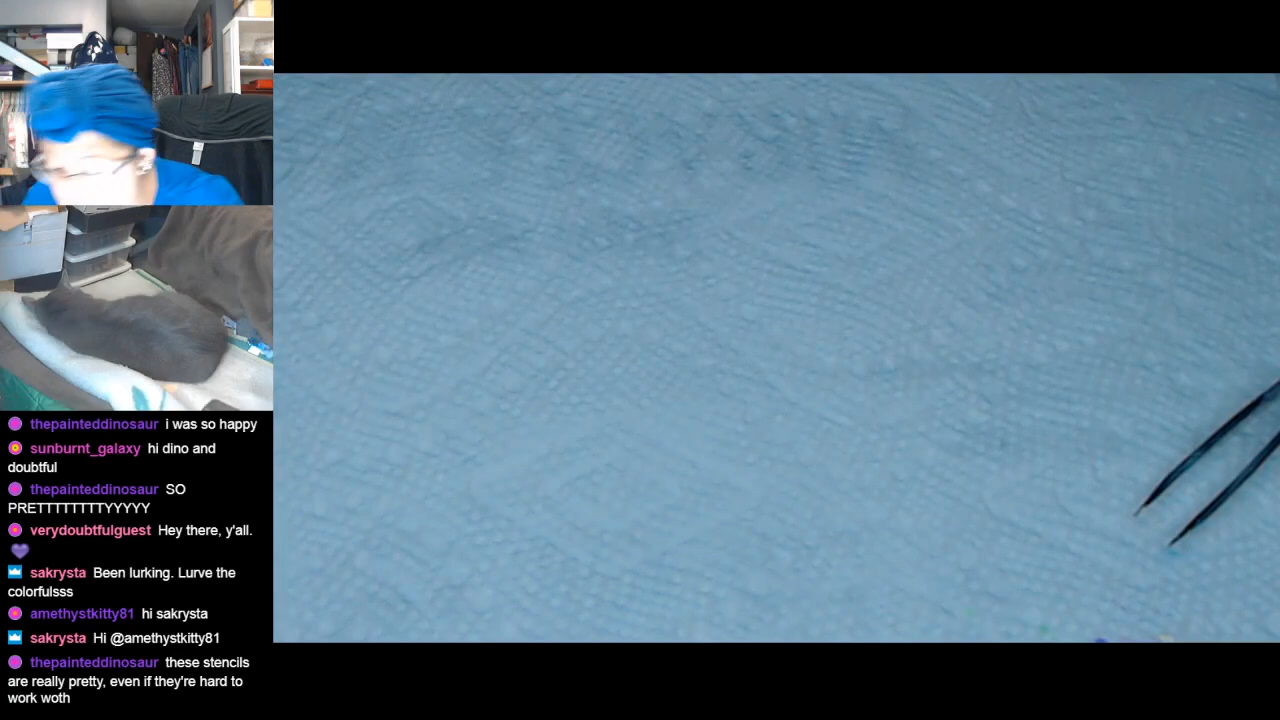 thepainteddinosaur i was so happy
sunburnt_galaxy hi dino and
doubtful
thepainteddinosaur SO
PRETTTTTTTTYYYYY
verydoubtfulguest Hey there, y'all.
sakrysta Been lurking. Lurve the
colorfulsss
amethystkitty81 hi sakrysta
sakrysta Hi @amethystkitty81
thepainteddinosaur these stencils
are really pretty, even if they're hard to
work woth